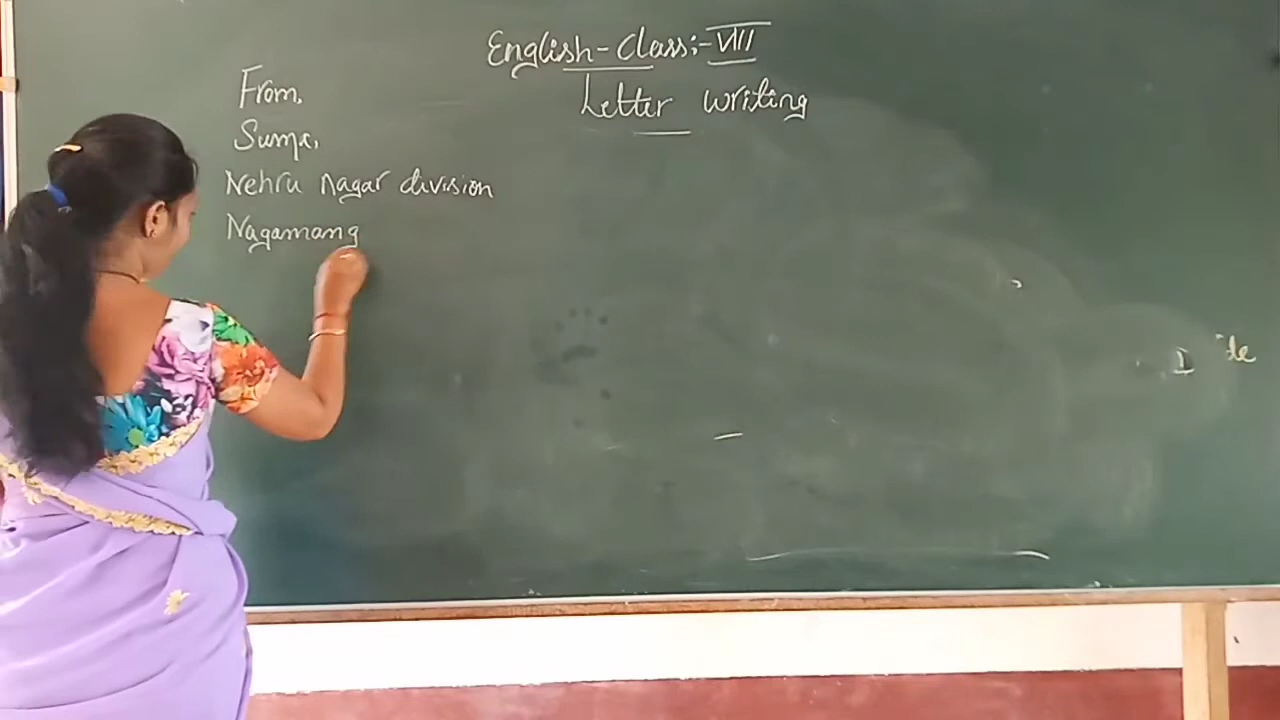 English-Class:-VIII
Letter writing
From,
Suma,
Nehru nagar division
Nagamang